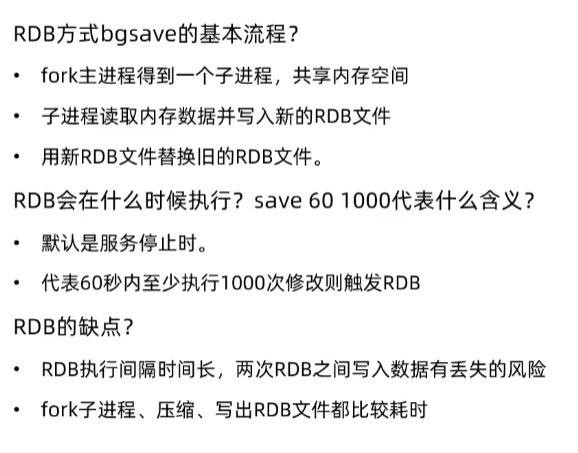 RDB方式bgsave的基本流程？
• fork主进程得到一个子进程，共享内存空间
• 子进程读取内存数据并写入新的RDB文件
• 用新RDB文件替换旧的RDB文件。
RDB会在什么时候执行？save 60 1000代表什么含义？
• 默认是服务停止时。
• 代表60秒内至少执行1000次修改则触发RDB
RDB的缺点？
• RDB执行间隔时间长，两次RDB之间写入数据有丢失的风险
• fork子进程、压缩、写出RDB文件都比较耗时